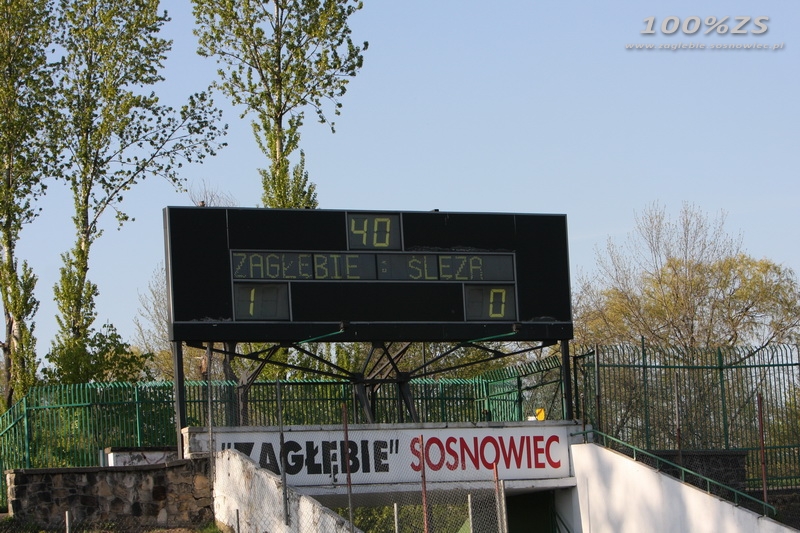 100%ZS
www.zaglebie.sosnowiec.pl
40
ZAGŁĘBIE : ŚLĘZA
1 0
"ZAGŁĘBIE" SOSNOWIEC